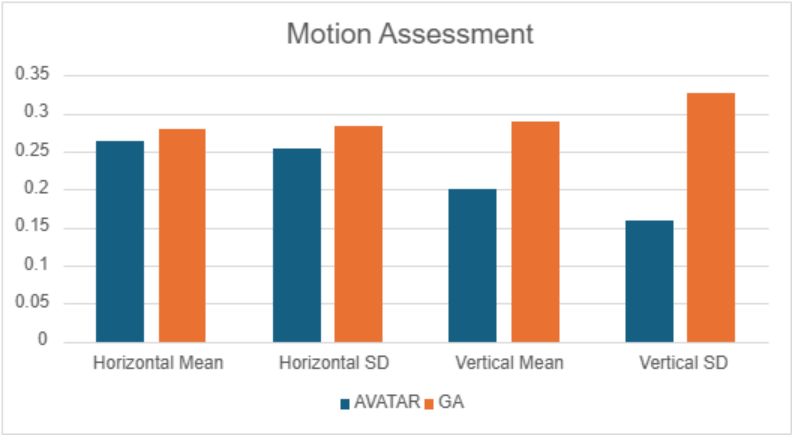 Motion Assessment
0.35
0.3
0.25
0.2
0.15
0.1
0.05
0
Horizontal Mean Horizontal SD Vertical Mean Vertical SD
AVATAR GA